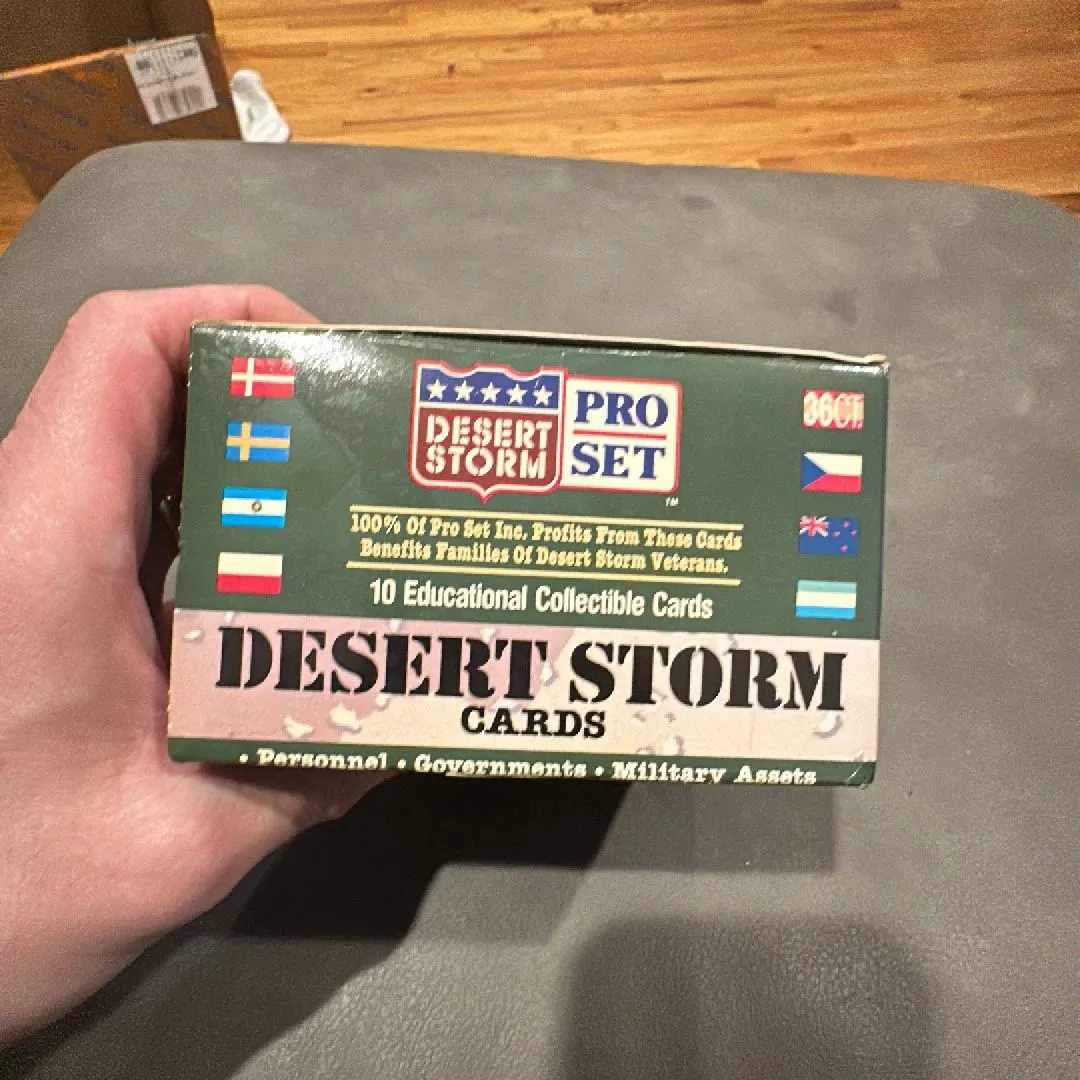 DESERT
STORM
PRO
SET
TM
36CT.
100% Of Pro Set Inc. Profits From These Cards
Benefits Families Of Desert Storm Veterans.
10 Educational Collectible Cards
DESERT STORM
CARDS
• Personnel • Governments • Military Assets